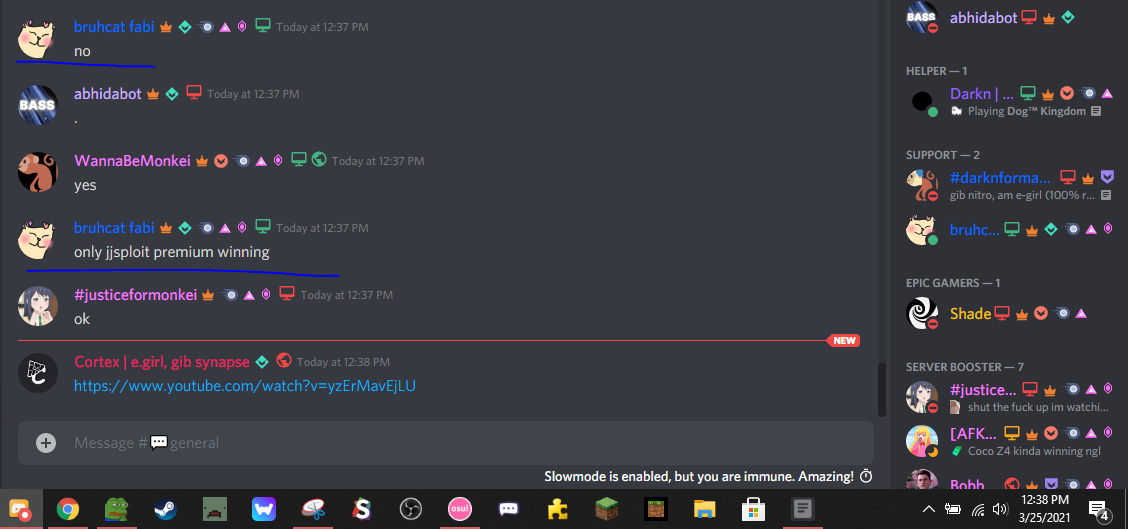 bruhcat fabi Today at 12:37 PM
no
abhidabot Today at 12:37 PM
.
WannaBeMonkei Today at 12:37 PM
yes
bruhcat fabi Today at 12:37 PM
only jjsploit premium winning
#justiceformonkei Today at 12:37 PM
ok
NEW
Cortex | e.girl, gib synapse Today at 12:38 PM
https://www.youtube.com/watch?v=yzErMavEjLU
Message #💬general
Slowmode is enabled, but you are immune. Amazing!
BASS
BASS
abhidabot
HELPER — 1
Darkn | ...
Playing Dog™ Kingdom
SUPPORT — 2
#darknforma...
gib nitro, am e-girl (100% r...
bruhc...
EPIC GAMERS — 1
Shade
SERVER BOOSTER — 7
#justice...
shut the fuck up im watchi...
[AFK...
Coco Z4 kinda winning ngl
Bobb
osu!
12:38 PM
3/25/2021
4